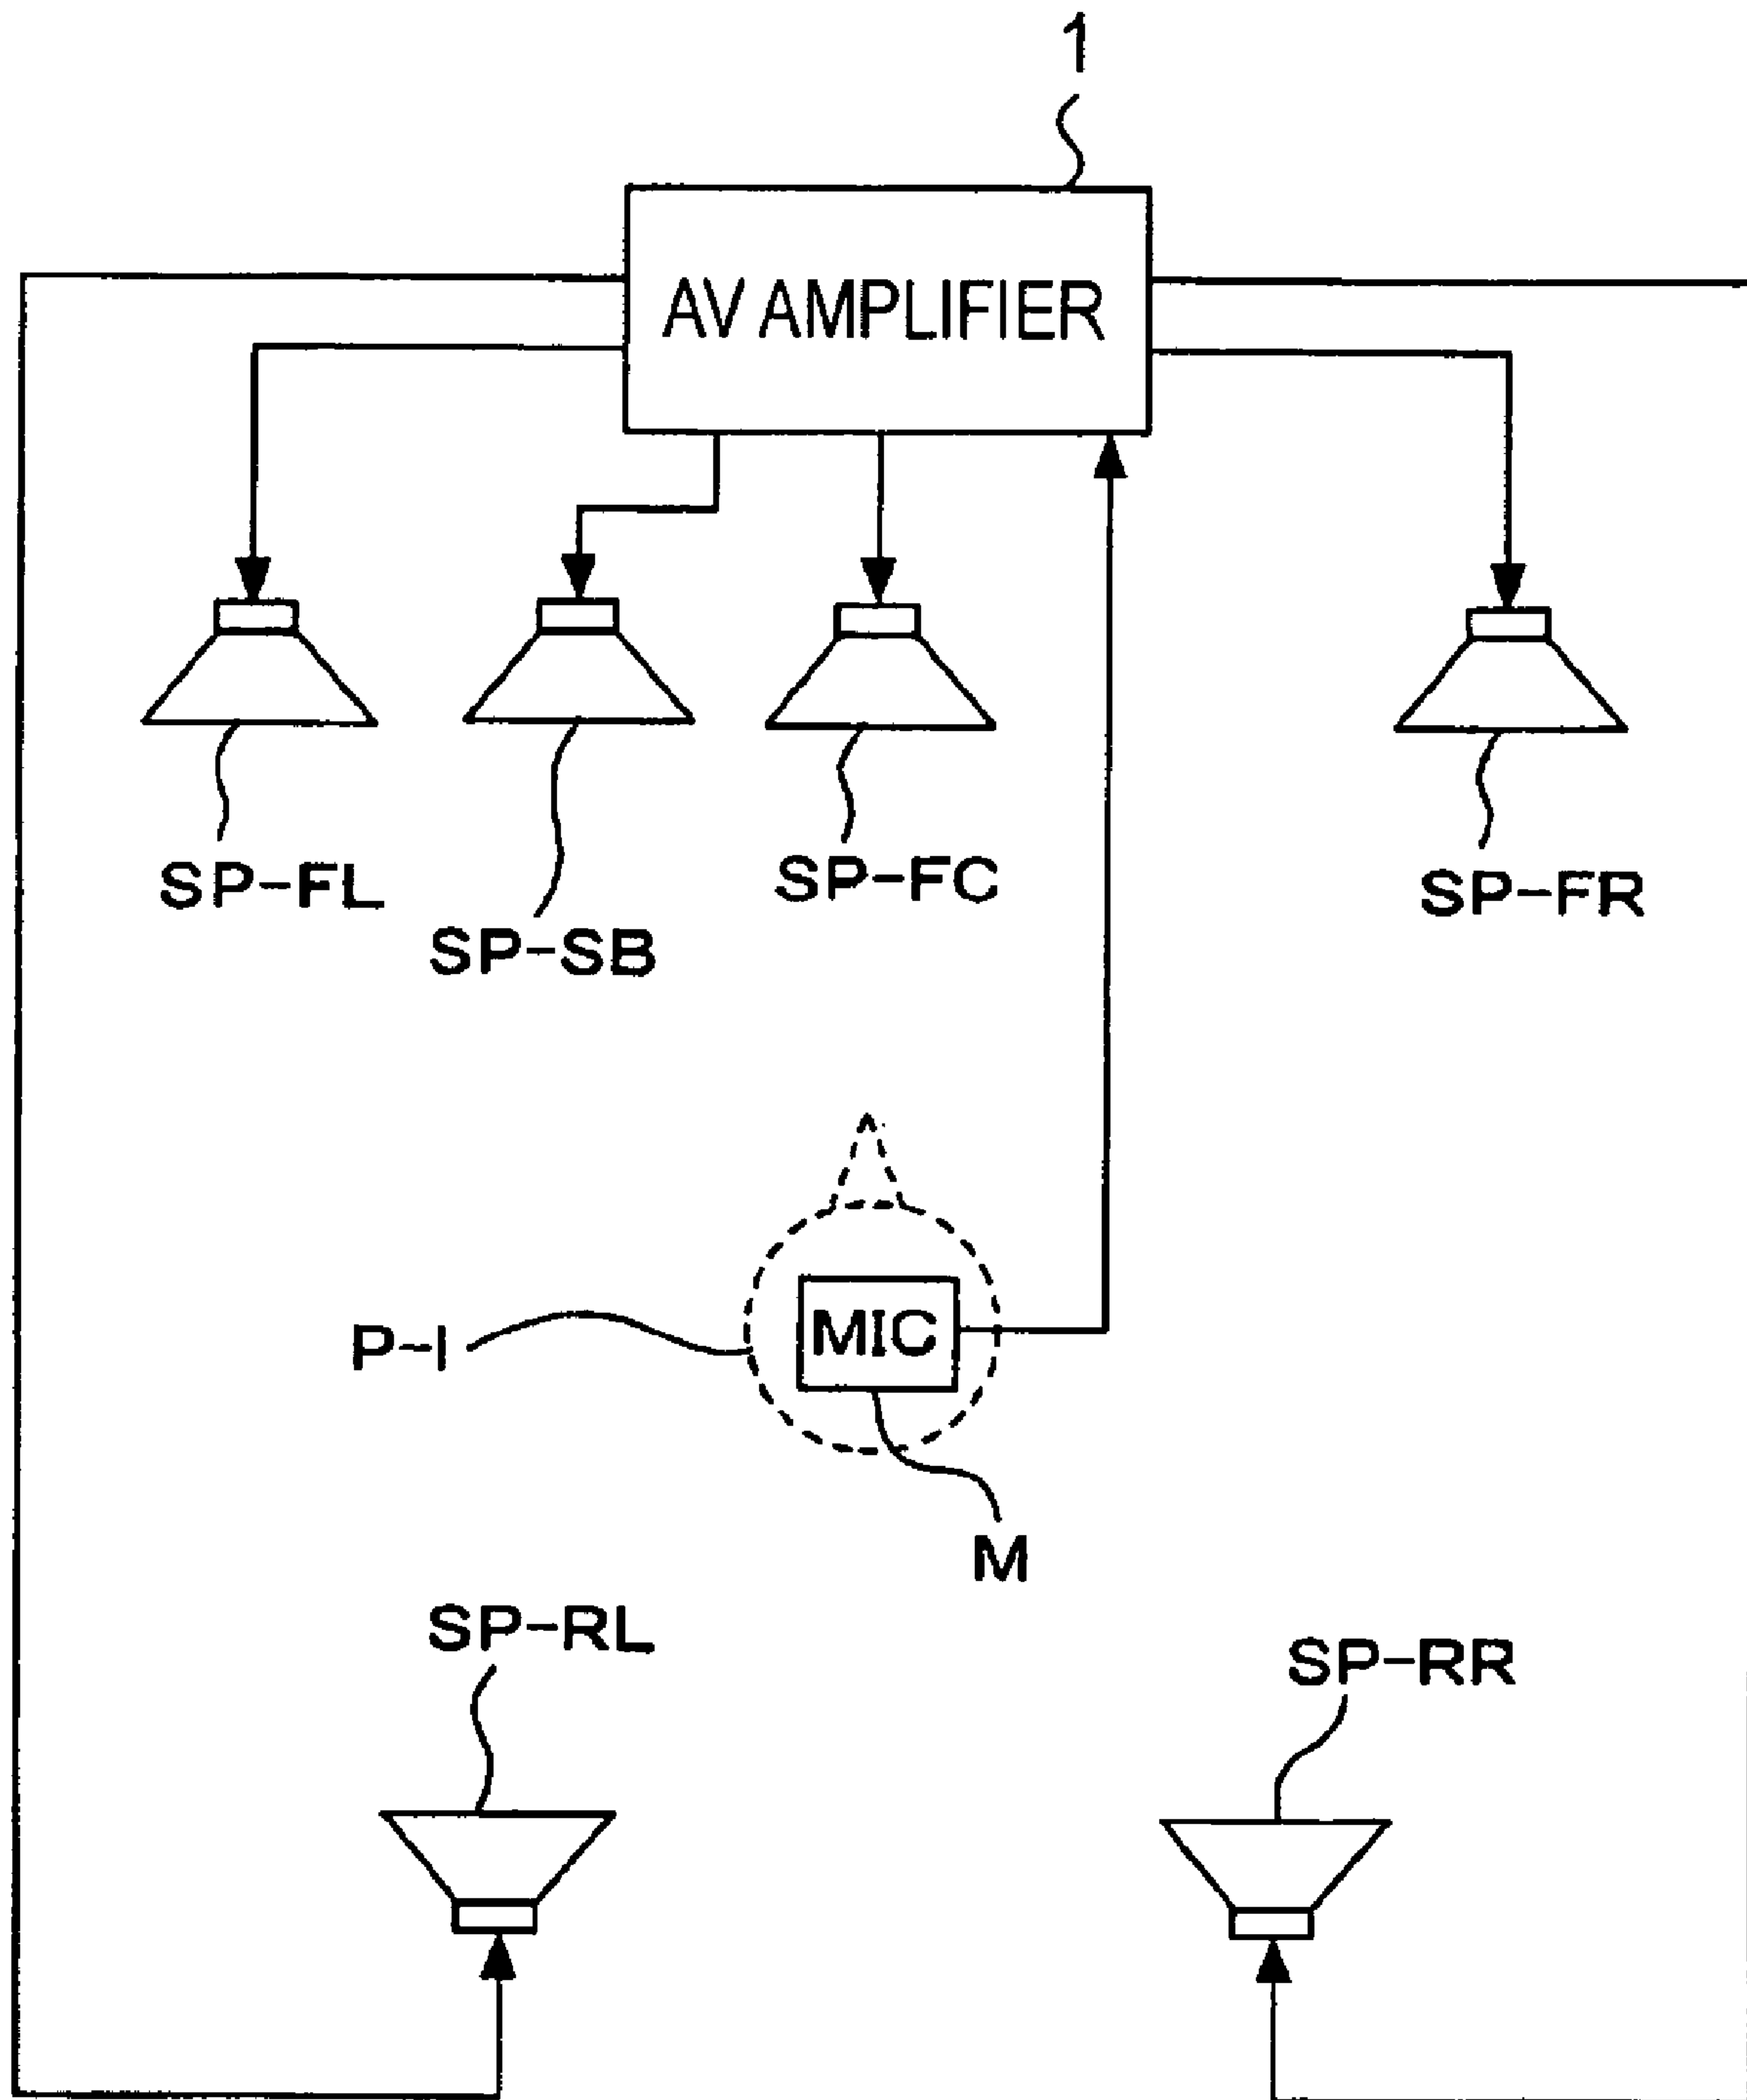 1
AV AMPLIFIER
SP-FL
SP-SB
SP-FC
SP-FR
P-I
MIC
M
SP-RL
SP-RR